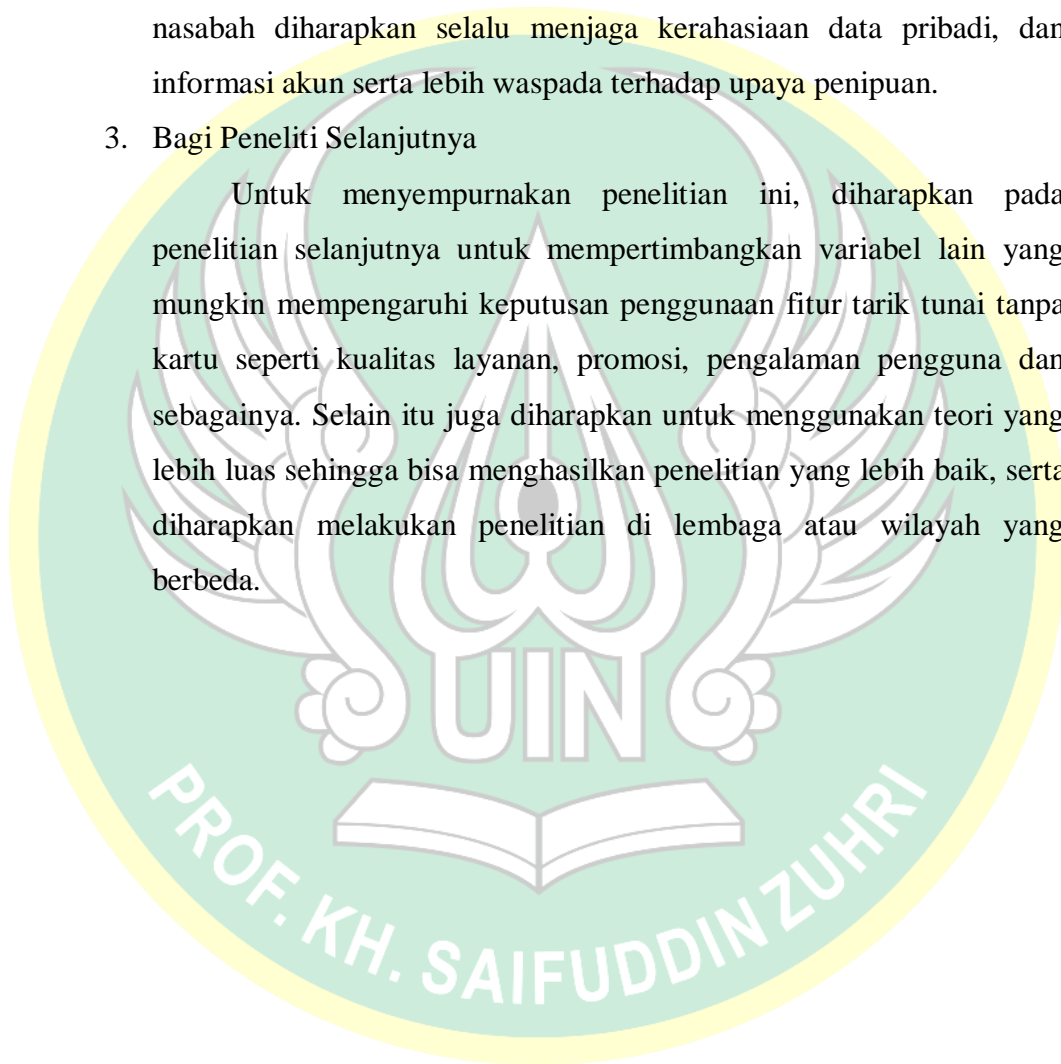 nasabah diharapkan selalu menjaga kerahasiaan data pribadi, dan
informasi akun serta lebih waspada terhadap upaya penipuan.
3. Bagi Peneliti Selanjutnya
Untuk menyempurnakan penelitian ini, diharapkan pada
penelitian selanjutnya untuk mempertimbangkan variabel lain yang
mungkin mempengaruhi keputusan penggunaan fitur tarik tunai tanpa
kartu seperti kualitas layanan, promosi, pengalaman pengguna dan
sebagainya. Selain itu juga diharapkan untuk menggunakan teori yang
lebih luas sehingga bisa menghasilkan penelitian yang lebih baik, serta
diharapkan melakukan penelitian di lembaga atau wilayah yang
berbeda.
UIN
PROF. KH. SAIFUDDIN ZUHRI